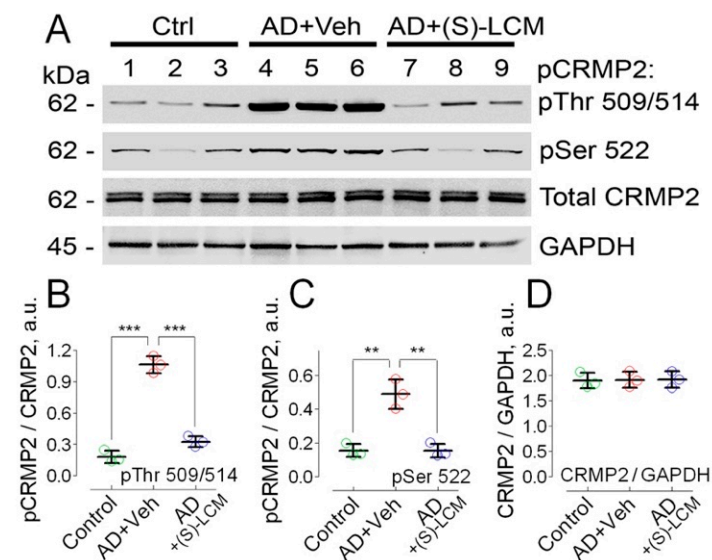 A
Ctrl AD+Veh AD+(S)-LCM
kDa 1 2 3 4 5 6 7 8 9 pCRMP2:
62 - pThr 509/514
62 - pSer 522
62 - Total CRMP2
45 - GAPDH
B
pCRMP2 / CRMP2, a.u.
*** ***
1.2
0.9
0.6
0.3
0.0
pThr 509/514
Control AD+Veh AD +(S)-LCM
C
pCRMP2 / CRMP2, a.u.
** **
0.6
0.4
0.2
0.0
pSer 522
Control AD+Veh AD +(S)-LCM
D
CRMP2 / GAPDH, a.u.
2.5
2.0
1.5
1.0
0.5
0.0
CRMP2 / GAPDH
Control AD+Veh AD +(S)-LCM